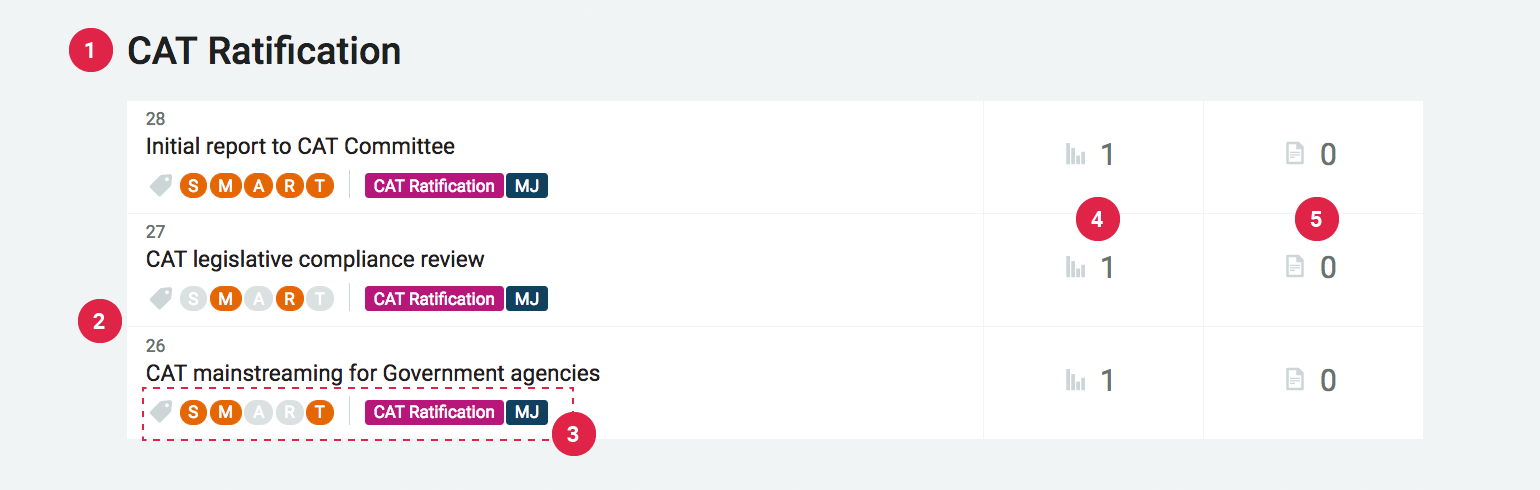 1 CAT Ratification
28
Initial report to CAT Committee
S M A R T CAT Ratification MJ
1 0
4 5
27
CAT legislative compliance review
S M A R T CAT Ratification MJ
1 0
2
26
CAT mainstreaming for Government agencies
S M A R T CAT Ratification MJ
1 0
3